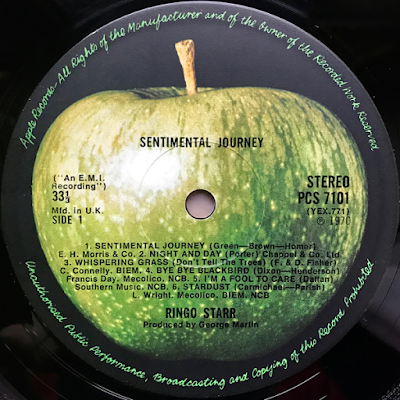 Apple Records-All Rights of the Manufacturer and of the Owner of the Recorded Work Reserved
SENTIMENTAL JOURNEY
("An E.M.I.
Recording")
33⅓
Mfd. in U.K.
SIDE 1
STEREO
PCS 7101
(YEX.771)
℗ 1970
1. SENTIMENTAL JOURNEY (Green—Brown—Homer)
E. H. Morris & Co. 2. NIGHT AND DAY (Porter) Chappel & Co. Ltd
3. WHISPERING GRASS (Don't Tell The Trees) (F. & D. Fisher)
C. Connelly. BIEM. 4. BYE BYE BLACKBIRD (Dixon—Henderson)
Francis Day. Mecolico. NCB. 5. I'M A FOOL TO CARE (Daffan)
Southern Music. NCB. 6. STARDUST (Carmichael—Parish)
L. Wright. Mecolico. BIEM. NCB
RINGO STARR
Produced by George Martin
Unauthorised Public Performance, Broadcasting and Copying of this Record Prohibited